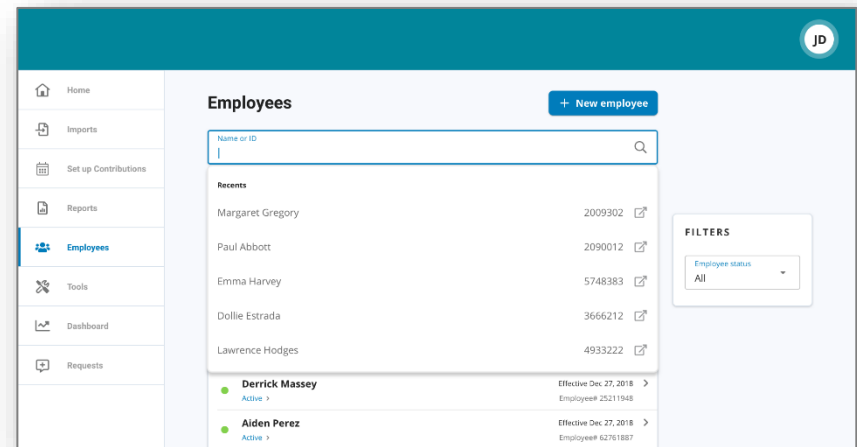 JD
Home
Imports
Set up Contributions
Reports
Employees
Tools
Dashboard
Requests
Employees
+ New employee
Name or ID
Recents
Margaret Gregory 2009302
Paul Abbott 2090012
Emma Harvey 5748383
Dollie Estrada 3666212
Lawrence Hodges 4933222
Derrick Massey Effective Dec 27, 2018 >
Active > Employee# 25211948
Aiden Perez Effective Dec 27, 2018 >
Active > Employee# 62761887
FILTERS
Employee status
All